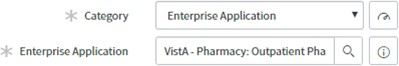 Category Enterprise Application
Enterprise Application VistA - Pharmacy: Outpatient Pha